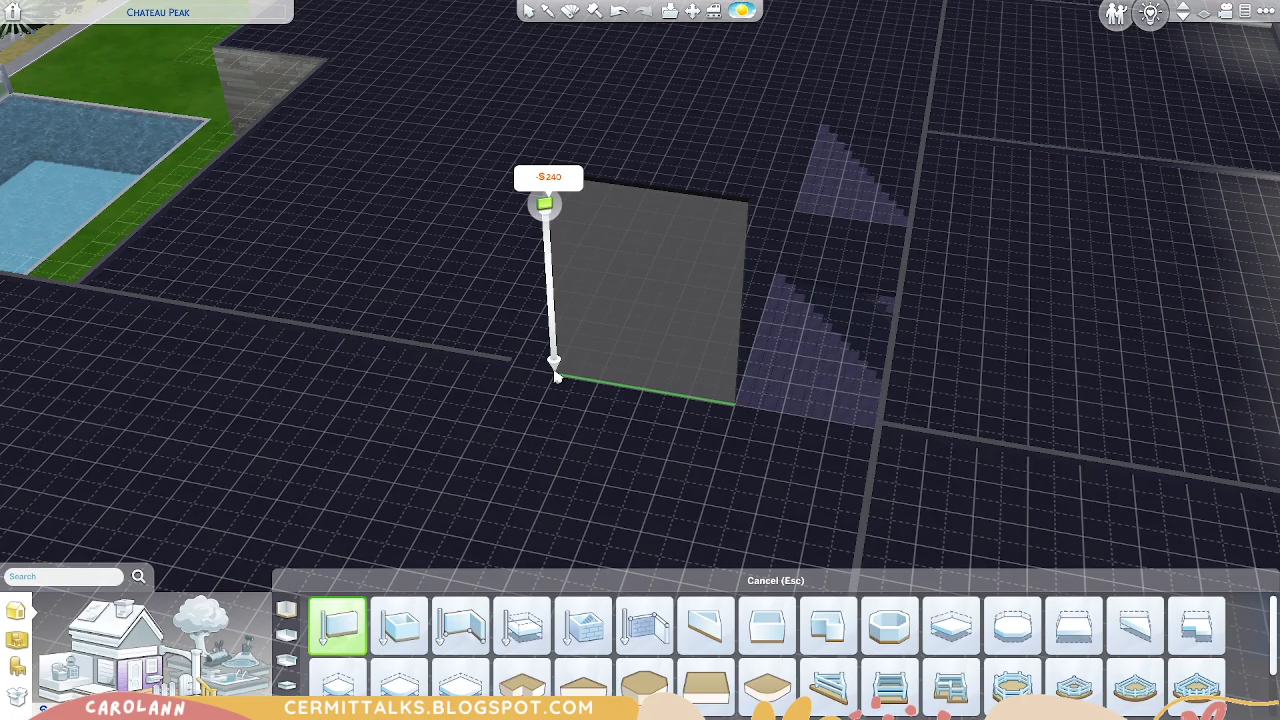 CHATEAU PEAK
-§240
Cancel (Esc)
Search
CAROLANN
CERMITTALKS.BLOGSPOT.COM